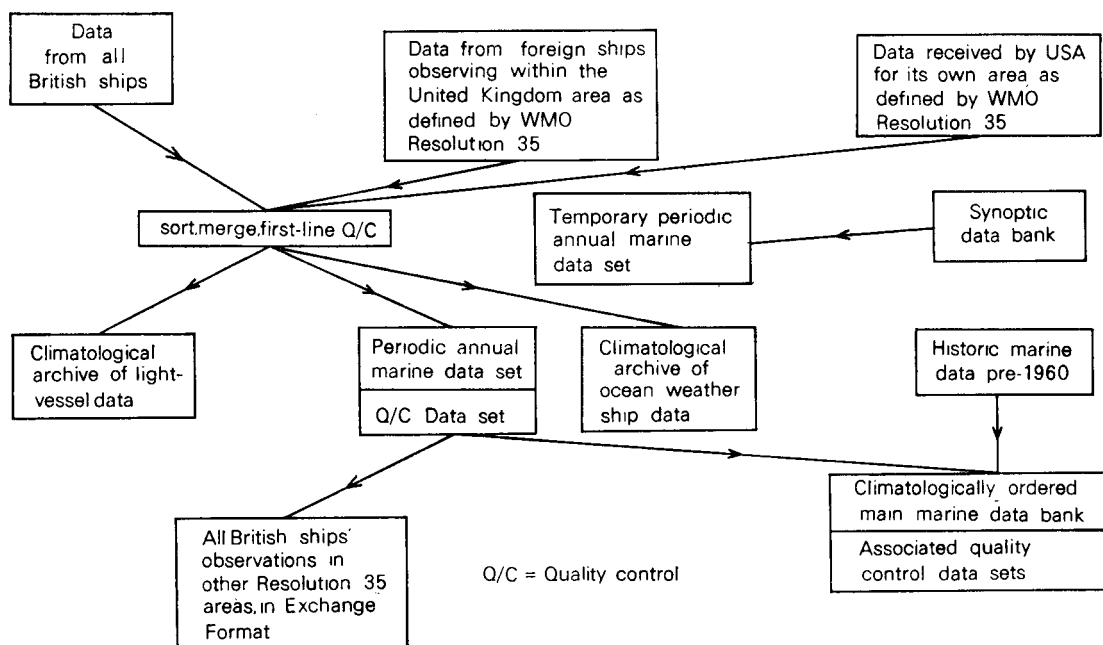 Data
from all
British ships
Data from foreign ships
observing within the
United Kingdom area as
defined by WMO
Resolution 35
Data received by USA
for its own area as
defined by WMO
Resolution 35
sort,merge,first-line Q/C
Temporary periodic
annual marine
data set
Synoptic
data bank
Climatological
archive of light-
vessel data
Periodic annual
marine data set
Q/C Data set
Climatological
archive of
ocean weather
ship data
Historic marine
data pre-1960
All British ships'
observations in
other Resolution 35
areas, in Exchange
Format
Q/C = Quality control
Climatologically ordered
main marine data bank
Associated quality
control data sets